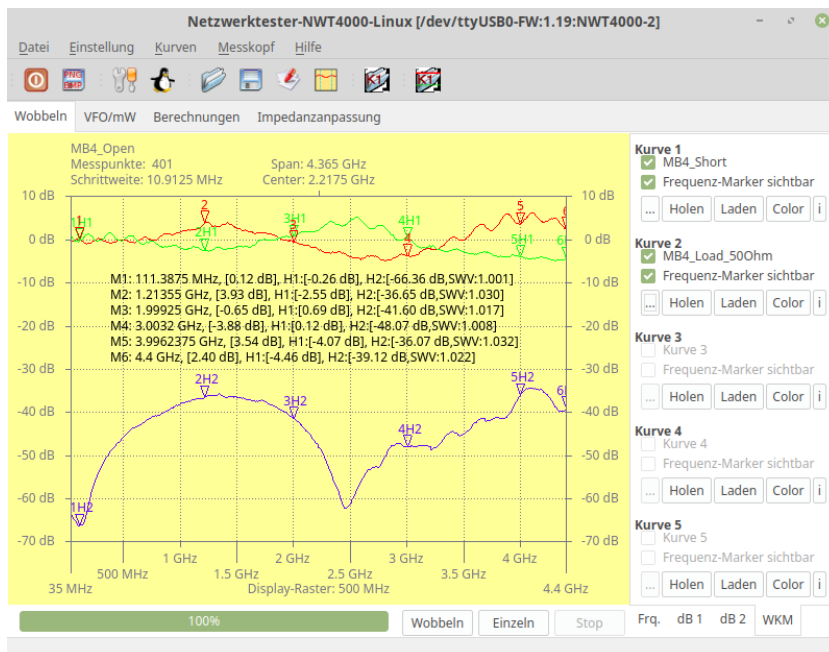 Netzwerktester-NWT4000-Linux [/dev/ttyUSB0-FW:1.19:NWT4000-2]
Datei Einstellung Kurven Messkopf Hilfe
PNG
BMP
K1
K1
Wobbeln VFO/mW Berechnungen Impedanzanpassung
MB4_Open
Messpunkte: 401 Span: 4.365 GHz
Schrittweite: 10.9125 MHz Center: 2.2175 GHz
10 dB 10 dB
0 dB 0 dB
-10 dB -10 dB
-20 dB -20 dB
-30 dB -30 dB
-40 dB -40 dB
-50 dB -50 dB
-60 dB -60 dB
-70 dB -70 dB
1 2 3 4 5 6
1H1 2H1 3H1 4H1 5H1 6
M1: 111.3875 MHz, [0.12 dB], H1:[-0.26 dB], H2:[-66.36 dB,SWV:1.001]
M2: 1.21355 GHz, [3.93 dB], H1:[-2.55 dB], H2:[-36.65 dB,SWV:1.030]
M3: 1.99925 GHz, [-0.65 dB], H1:[0.69 dB], H2:[-41.60 dB,SWV:1.017]
M4: 3.0032 GHz, [-3.88 dB], H1:[0.12 dB], H2:[-48.07 dB,SWV:1.008]
M5: 3.9962375 GHz, [3.54 dB], H1:[-4.07 dB], H2:[-36.07 dB,SWV:1.032]
M6: 4.4 GHz, [2.40 dB], H1:[-4.46 dB], H2:[-39.12 dB,SWV:1.022]
1H2 2H2 3H2 4H2 5H2 6
1 GHz 2 GHz 3 GHz 4 GHz
500 MHz 1.5 GHz 2.5 GHz 3.5 GHz
35 MHz Display-Raster: 500 MHz 4.4 GHz
Kurve 1
MB4_Short
Frequenz-Marker sichtbar
... Holen Laden Color i
Kurve 2
MB4_Load_50Ohm
Frequenz-Marker sichtbar
... Holen Laden Color i
Kurve 3
Kurve 3
Frequenz-Marker sichtbar
... Holen Laden Color i
Kurve 4
Kurve 4
Frequenz-Marker sichtbar
... Holen Laden Color i
Kurve 5
Kurve 5
Frequenz-Marker sichtbar
... Holen Laden Color i
100% Wobbeln Einzeln Stop
Frq. dB 1 dB 2 WKM